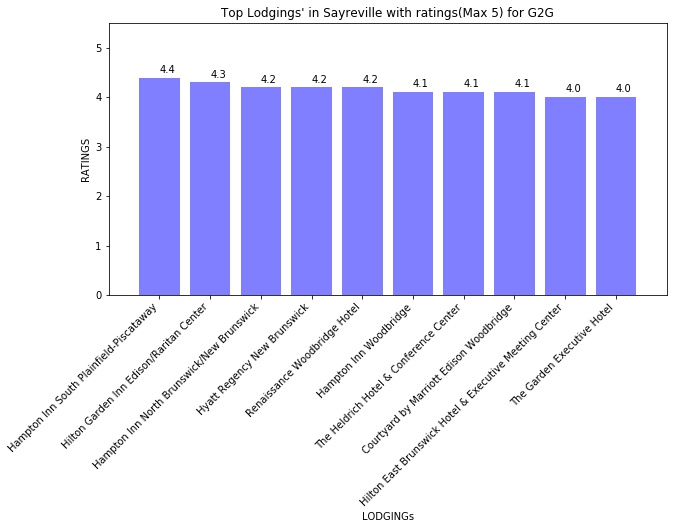 Top Lodgings' in Sayreville with ratings(Max 5) for G2G
5
4
3
2
1
0
RATINGS
4.4
4.3
4.2
4.2
4.2
4.1
4.1
4.1
4.0
4.0
Hampton Inn South Plainfield-Piscataway
Hilton Garden Inn Edison/Raritan Center
Hampton Inn North Brunswick/New Brunswick
Hyatt Regency New Brunswick
Renaissance Woodbridge Hotel
Hampton Inn Woodbridge
The Heldrich Hotel & Conference Center
Courtyard by Marriott Edison Woodbridge
Hilton East Brunswick Hotel & Executive Meeting Center
The Garden Executive Hotel
LODGINGs